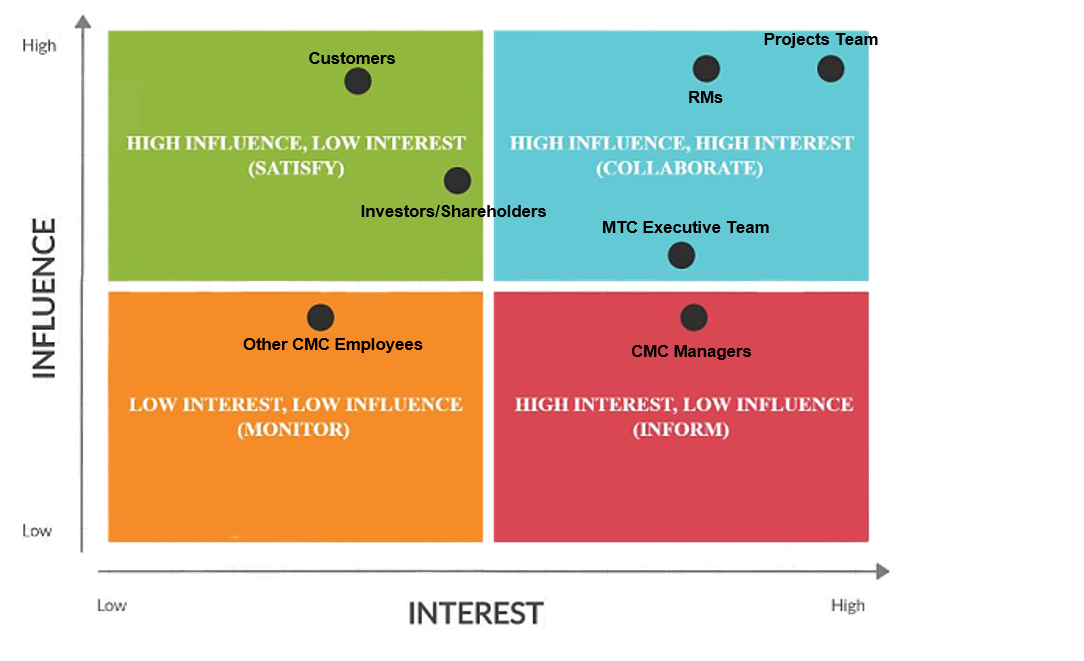 High
Customers
Projects Team
RMs
HIGH INFLUENCE, LOW INTEREST
(SATISFY)
HIGH INFLUENCE, HIGH INTEREST
(COLLABORATE)
Investors/Shareholders
MTC Executive Team
INFLUENCE
Other CMC Employees
CMC Managers
LOW INTEREST, LOW INFLUENCE
(MONITOR)
HIGH INTEREST, LOW INFLUENCE
(INFORM)
Low
Low
INTEREST
High